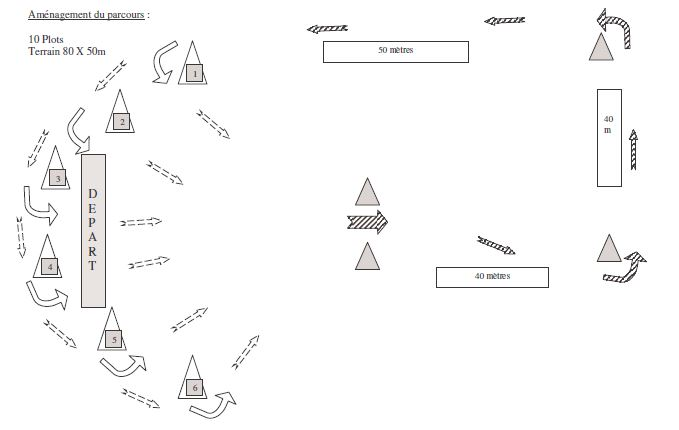 Aménagement du parcours :
10 Plots
Terrain 80 X 50m
50 mètres
1
2
40
m
3
D
E
P
A
R
T
4
40 mètres
5
6